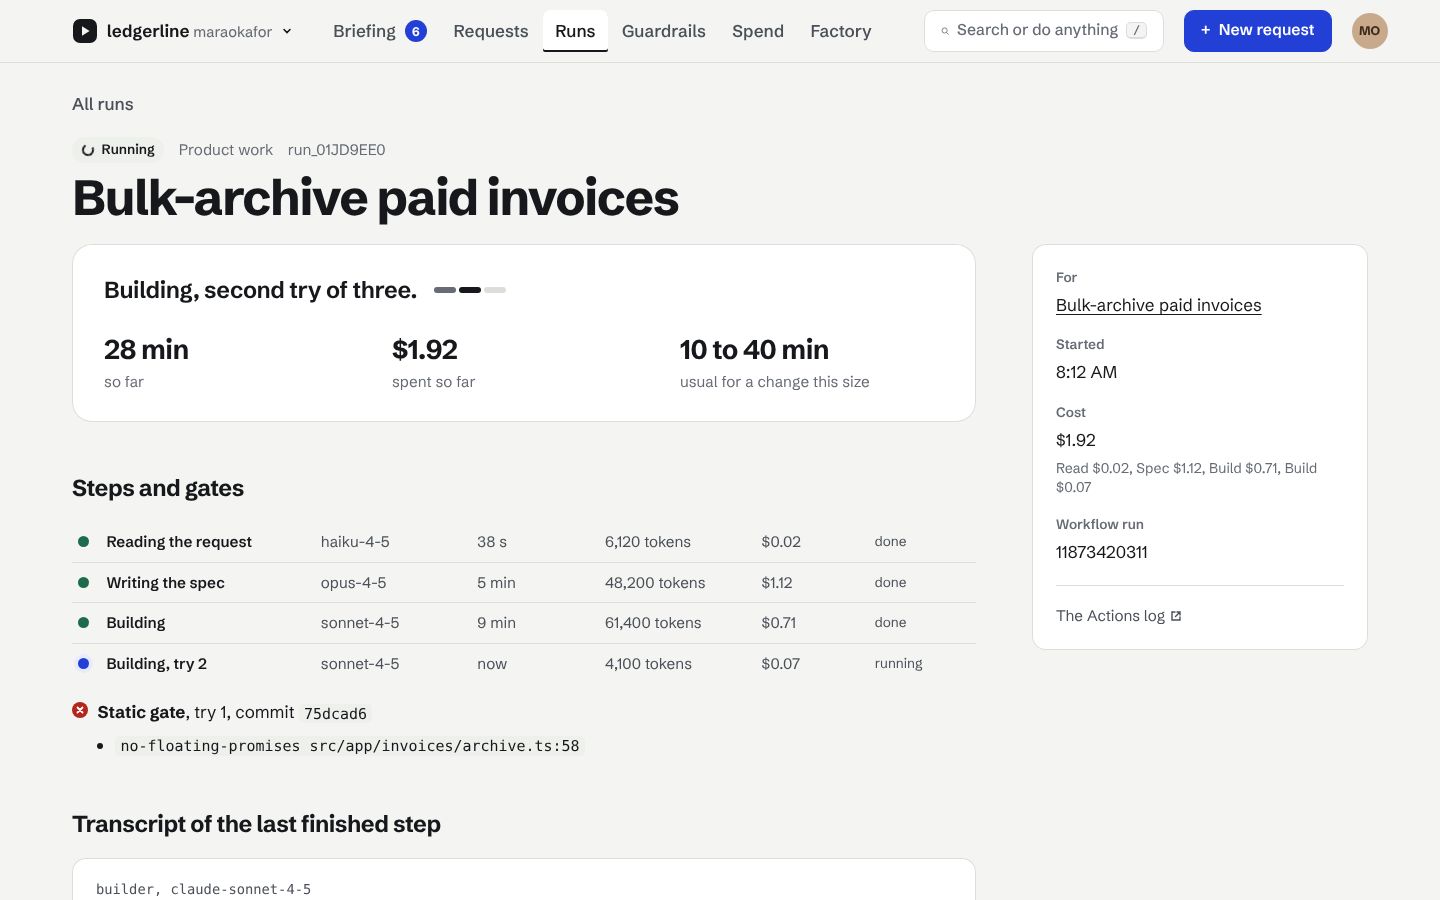 ledgerline maraokafor
Briefing 6
Requests
Runs
Guardrails
Spend
Factory
Search or do anything /
+ New request
MO
All runs
Running Product work run_01JD9EE0
Bulk-archive paid invoices
Building, second try of three.
28 min
so far
$1.92
spent so far
10 to 40 min
usual for a change this size
For
Bulk-archive paid invoices
Started
8:12 AM
Cost
$1.92
Read $0.02, Spec $1.12, Build $0.71, Build
$0.07
Workflow run
11873420311
The Actions log
Steps and gates
Reading the request haiku-4-5 38 s 6,120 tokens $0.02 done
Writing the spec opus-4-5 5 min 48,200 tokens $1.12 done
Building sonnet-4-5 9 min 61,400 tokens $0.71 done
Building, try 2 sonnet-4-5 now 4,100 tokens $0.07 running
Static gate, try 1, commit 75dcad6
no-floating-promises src/app/invoices/archive.ts:58
Transcript of the last finished step
builder, claude-sonnet-4-5